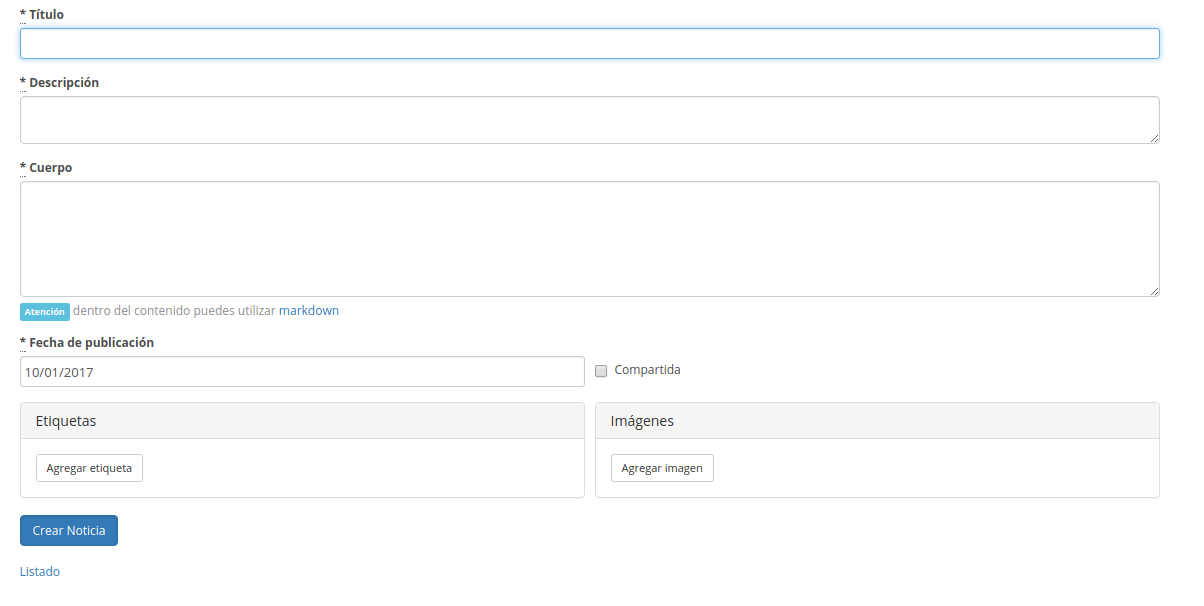 * Título
* Descripción
* Cuerpo
Atención dentro del contenido puedes utilizar markdown
* Fecha de publicación
10/01/2017
Compartida
Etiquetas
Imágenes
Agregar etiqueta
Agregar imagen
Crear Noticia
Listado